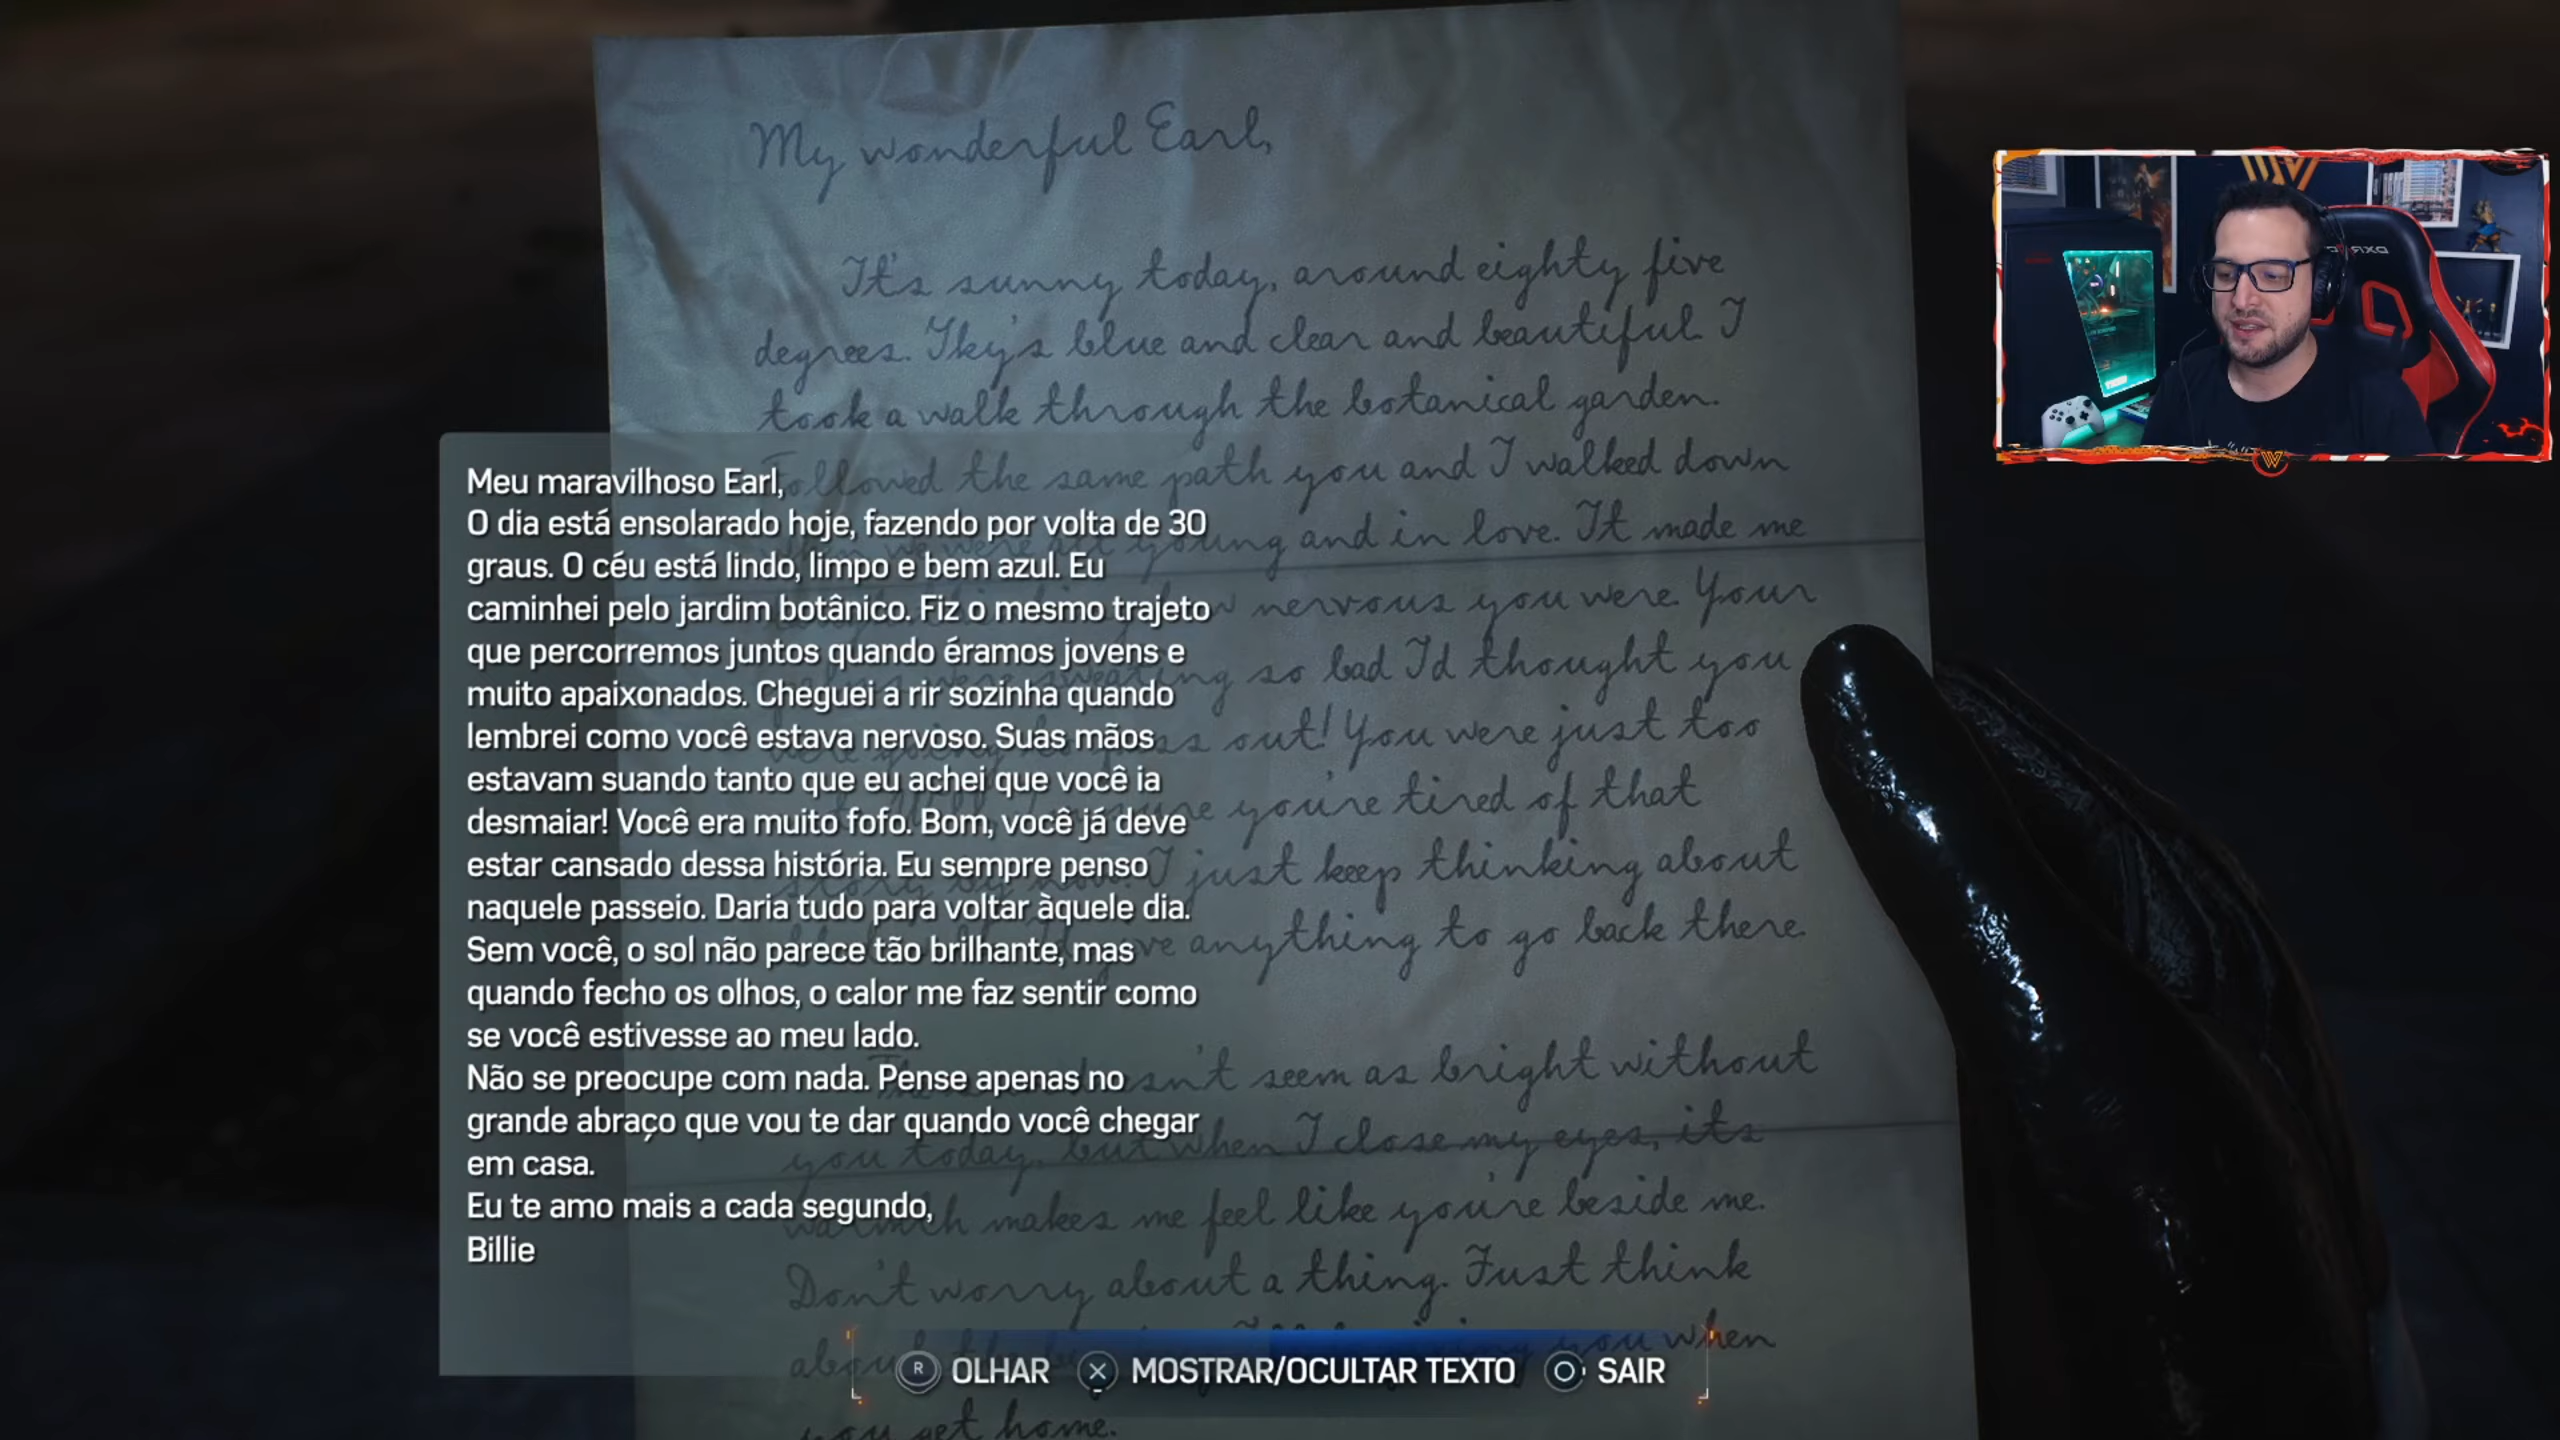 My wonderful Earl,
It's sunny today, around eighty five
degrees. Sky's blue and clear and beautiful. I
took a walk through the botanical garden.
Followed the same path you and I walked down
young and in love. It made me
nervous you were. Your
sweating so bad I'd thought you
out! You were just too
you're tired of that
I just keep thinking about
anything to go back there.
seem as bright without
you today, but when I close my eyes, its
warmth makes me feel like you're beside me.
Don't worry about a thing. Just think
you when
you get home.
Meu maravilhoso Earl,
O dia está ensolarado hoje, fazendo por volta de 30
graus. O céu está lindo, limpo e bem azul. Eu
caminhei pelo jardim botânico. Fiz o mesmo trajeto
que percorremos juntos quando éramos jovens e
muito apaixonados. Cheguei a rir sozinha quando
lembrei como você estava nervoso. Suas mãos
estavam suando tanto que eu achei que você ia
desmaiar! Você era muito fofo. Bom, você já deve
estar cansado dessa história. Eu sempre penso
naquele passeio. Daria tudo para voltar àquele dia.
Sem você, o sol não parece tão brilhante, mas
quando fecho os olhos, o calor me faz sentir como
se você estivesse ao meu lado.
Não se preocupe com nada. Pense apenas no
grande abraço que vou te dar quando você chegar
em casa.
Eu te amo mais a cada segundo,
Billie
R OLHAR MOSTRAR/OCULTAR TEXTO SAIR